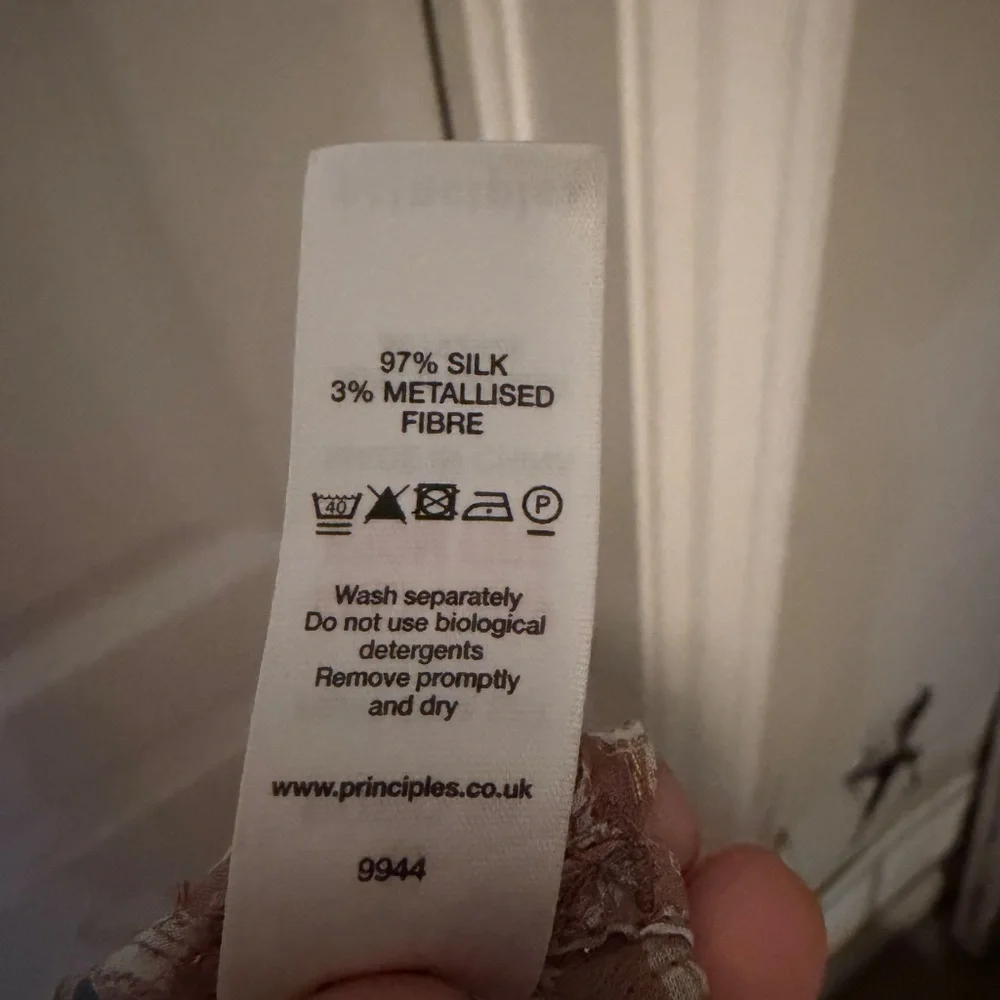 97% SILK
3% METALLISED
FIBRE
40 P
Wash separately
Do not use biological
detergents
Remove promptly
and dry
www.principles.co.uk
9944